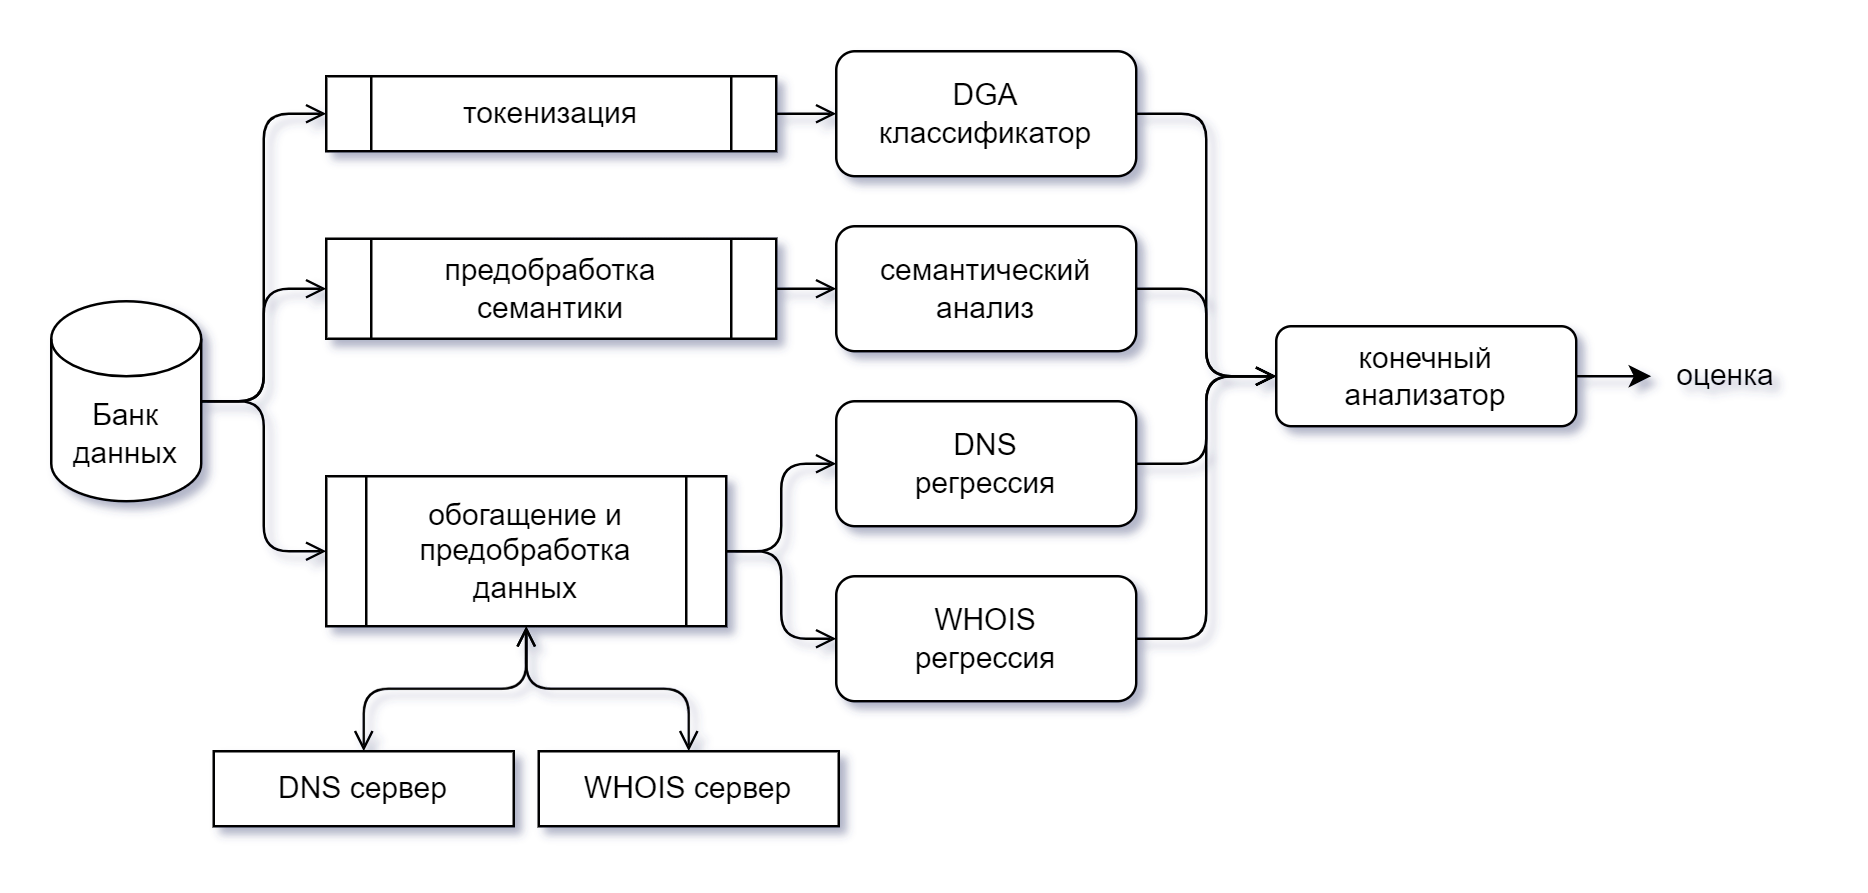 токенизация
DGA
классификатор
предобработка
семантики
семантический
анализ
Банк
данных
конечный
анализатор
оценка
DNS
регрессия
обогащение и
предобработка
данных
WHOIS
регрессия
DNS сервер
WHOIS сервер